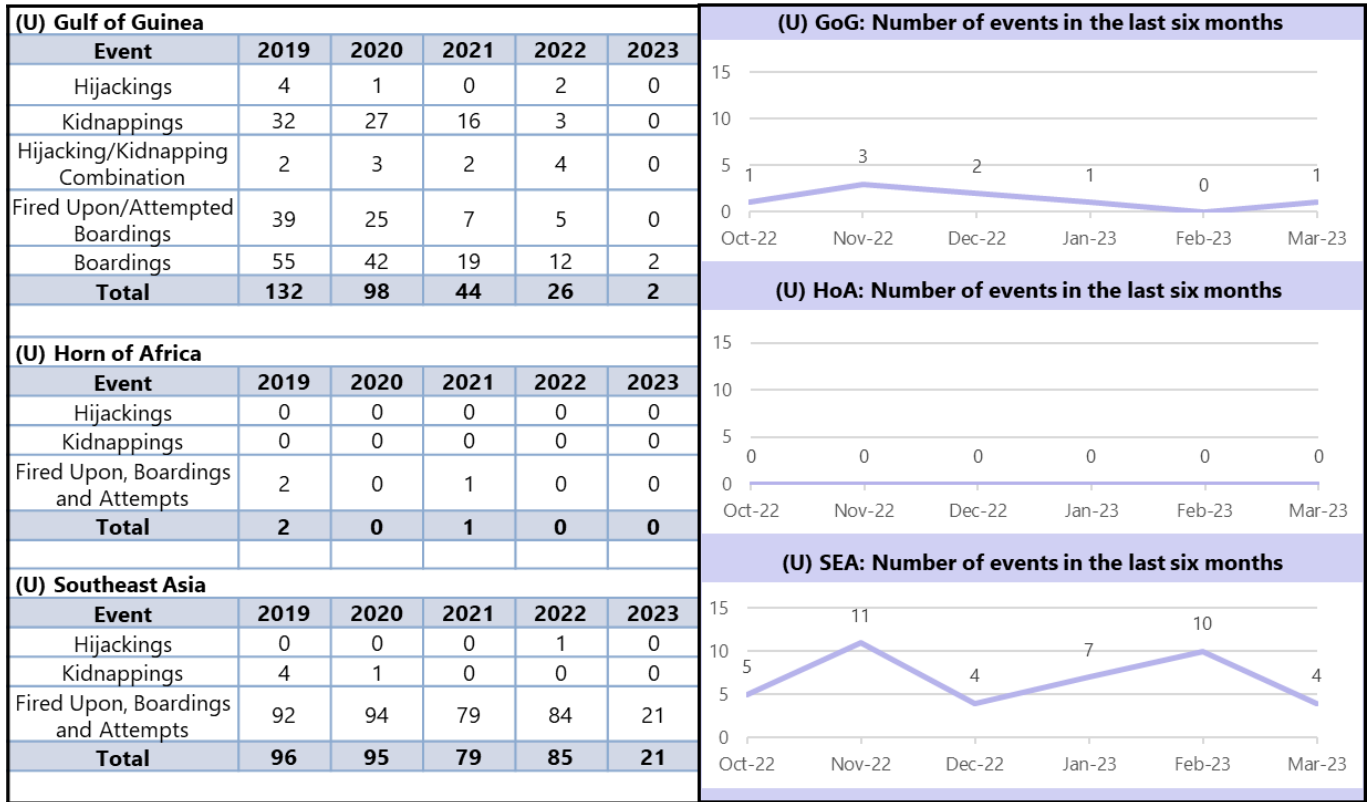 (U) Gulf of Guinea
Event 2019 2020 2021 2022 2023
Hijackings 4 1 0 2 0
Kidnappings 32 27 16 3 0
Hijacking/Kidnapping
Combination 2 3 2 4 0
Fired Upon/Attempted
Boardings 39 25 7 5 0
Boardings 55 42 19 12 2
Total 132 98 44 26 2
(U) Horn of Africa
Event 2019 2020 2021 2022 2023
Hijackings 0 0 0 0 0
Kidnappings 0 0 0 0 0
Fired Upon, Boardings
and Attempts 2 0 1 0 0
Total 2 0 1 0 0
(U) Southeast Asia
Event 2019 2020 2021 2022 2023
Hijackings 0 0 0 1 0
Kidnappings 4 1 0 0 0
Fired Upon, Boardings
and Attempts 92 94 79 84 21
Total 96 95 79 85 21
(U) GoG: Number of events in the last six months
15
10
5
0
1 3 2 1 0 1
Oct-22 Nov-22 Dec-22 Jan-23 Feb-23 Mar-23
(U) HoA: Number of events in the last six months
15
10
5
0
0 0 0 0 0 0
Oct-22 Nov-22 Dec-22 Jan-23 Feb-23 Mar-23
(U) SEA: Number of events in the last six months
15
10
5
0
5 11 4 7 10 4
Oct-22 Nov-22 Dec-22 Jan-23 Feb-23 Mar-23